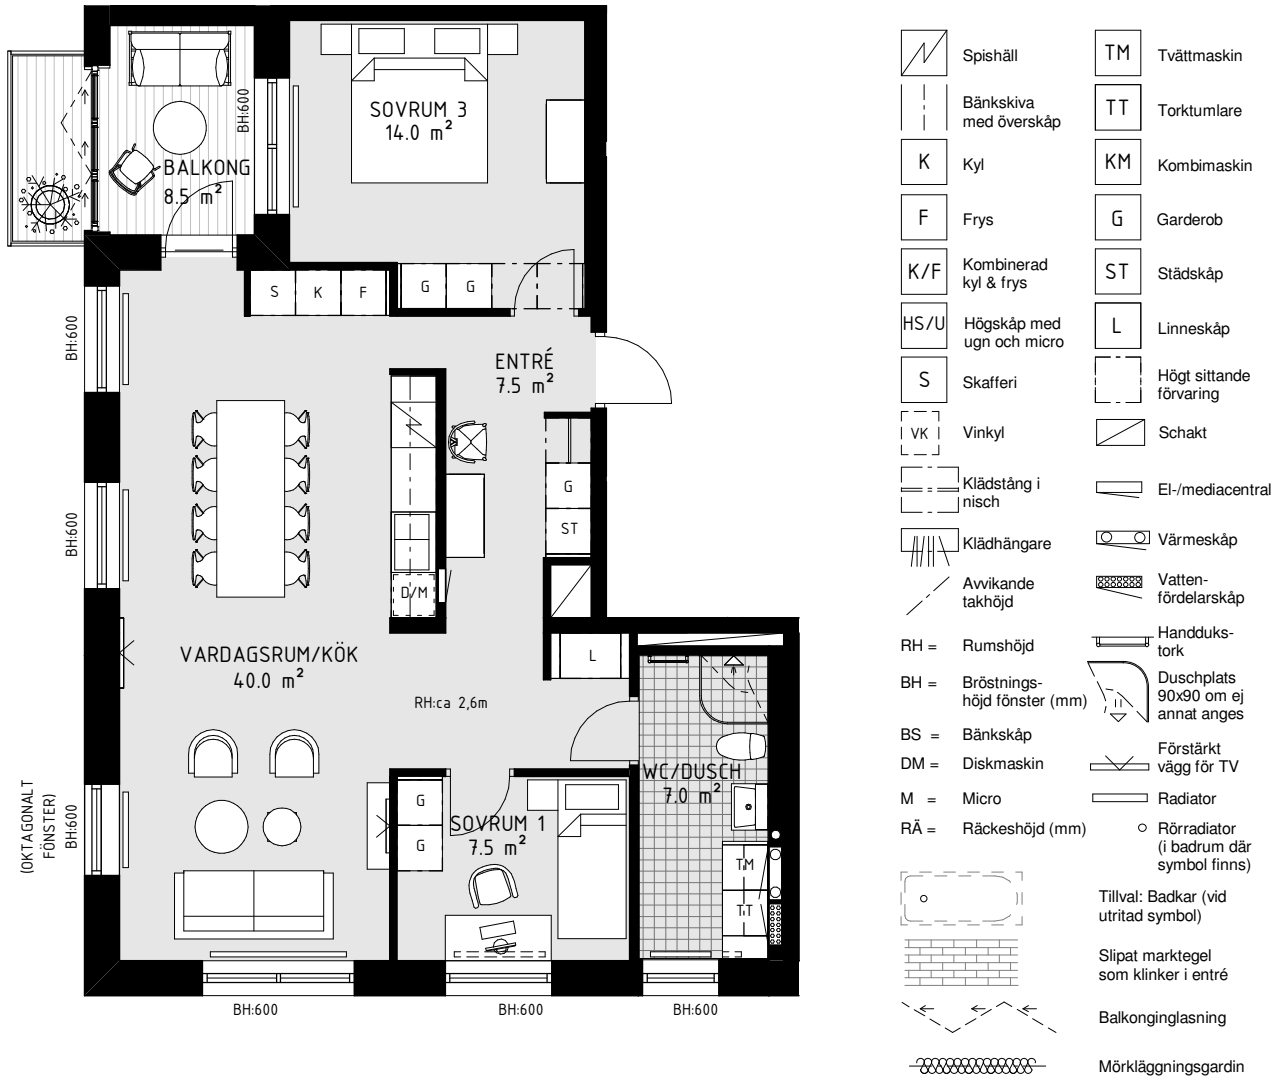 SOVRUM 3
14.0 m²
BH:600
BALKONG
8.5 m²
S
K
F
G
G
BH:600
ENTRÉ
7.5 m²
G
ST
BH:600
D/M
VARDAGSRUM/KÖK
40.0 m²
L
RH:ca 2,6m
WC/DUSCH
7.0 m²
(OKTAGONALT
FÖNSTER)
BH:600
G
G
SOVRUM 1
7.5 m²
TM
TT
BH:600
BH:600
BH:600
Spishäll
Bänkskiva
med överskåp
K
Kyl
F
Frys
K/F
Kombinerad
kyl & frys
HS/U
Högskåp med
ugn och micro
S
Skafferi
VK
Vinkyl
Klädstång i
nisch
Klädhängare
Avvikande
takhöjd
RH =
Rumshöjd
BH =
Bröstnings-
höjd fönster (mm)
BS =
Bänkskåp
DM =
Diskmaskin
M =
Micro
RÄ =
Räckeshöjd (mm)
TM
Tvättmaskin
TT
Torktumlare
KM
Kombimaskin
G
Garderob
ST
Städskåp
L
Linneskåp
Högt sittande
förvaring
Schakt
El-/mediacentral
Värmeskåp
Vatten-
fördelarskåp
Handduks-
tork
Duschplats
90x90 om ej
annat anges
Förstärkt
vägg för TV
Radiator
Rörradiator
(i badrum där
symbol finns)
Tillval: Badkar (vid
utritad symbol)
Slipat marktegel
som klinker i entré
Balkonginglasning
Mörkläggningsgardin